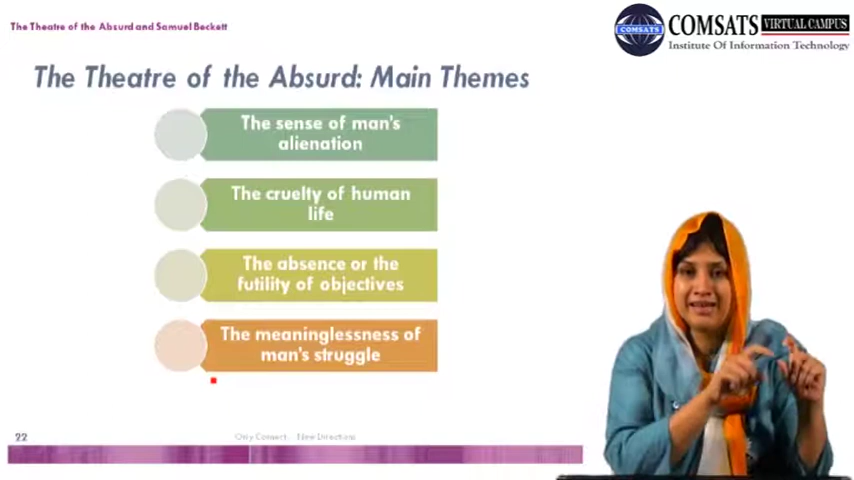 The Theatre of the Absurd and Samuel Beckett
COMSATS
COMSATS VIRTUAL CAMPUS
Institute Of Information Technology
The Theatre of the Absurd: Main Themes
The sense of man's
alienation
The cruelty of human
life
The absence or the
futility of objectives
The meaninglessness of
man's struggle
22
Only Connect: New Directions